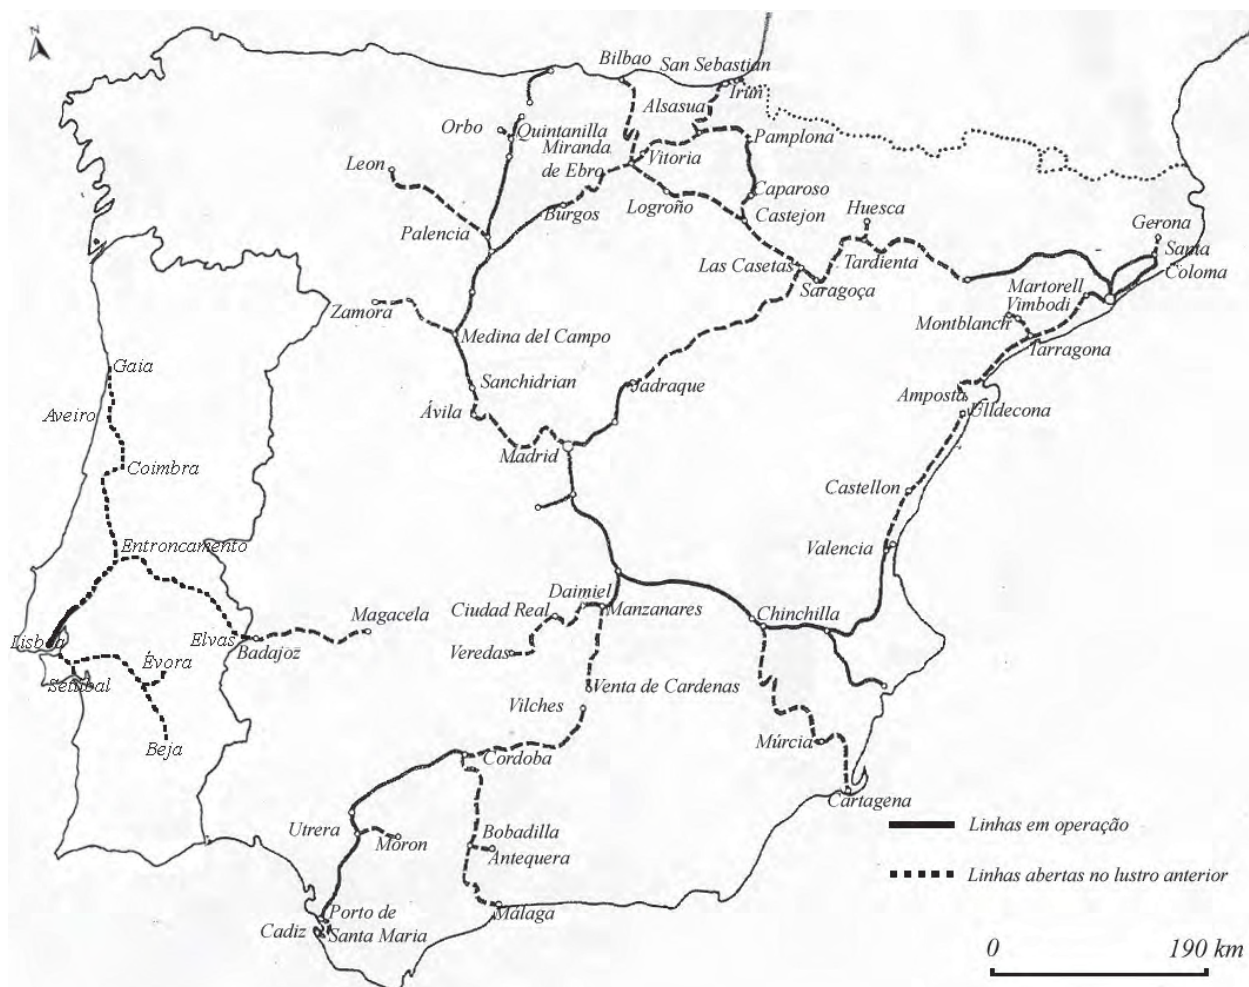 N
Bilbao
San Sebastian
Irun
Alsasua
Orbo
Quintanilla
Miranda
de Ebro
Vitoria
Pamplona
Leon
Burgos
Logroño
Caparoso
Castejon
Huesca
Palencia
Las Casetas
Tardienta
Saragoça
Gerona
Santa
Coloma
Martorell
Vimbodi
Montblanch
Tarragona
Zamora
Medina del Campo
Sanchidrian
Jadraque
Ávila
Madrid
Amposta
Ulldecona
Gaia
Aveiro
Coimbra
Castellon
Entroncamento
Valencia
Daimiel
Ciudad Real
Manzanares
Chinchilla
Magacela
Lisboa
Elvas
Badajoz
Veredas
Évora
Setúbal
Venta de Cardenas
Vilches
Beja
Múrcia
Cordoba
Cartagena
Utrera
Moron
Bobadilla
Antequera
Linhas em operação
Linhas abertas no lustro anterior
Porto de
Santa Maria
Cadiz
Málaga
0 190 km